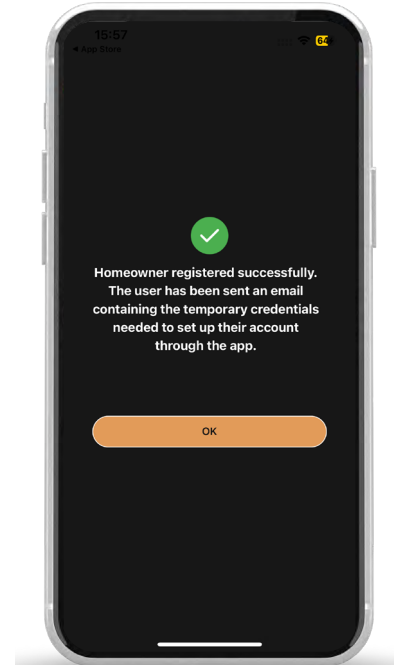 15:57
◀ App Store
64
Homeowner registered successfully.
The user has been sent an email
containing the temporary credentials
needed to set up their account
through the app.
OK